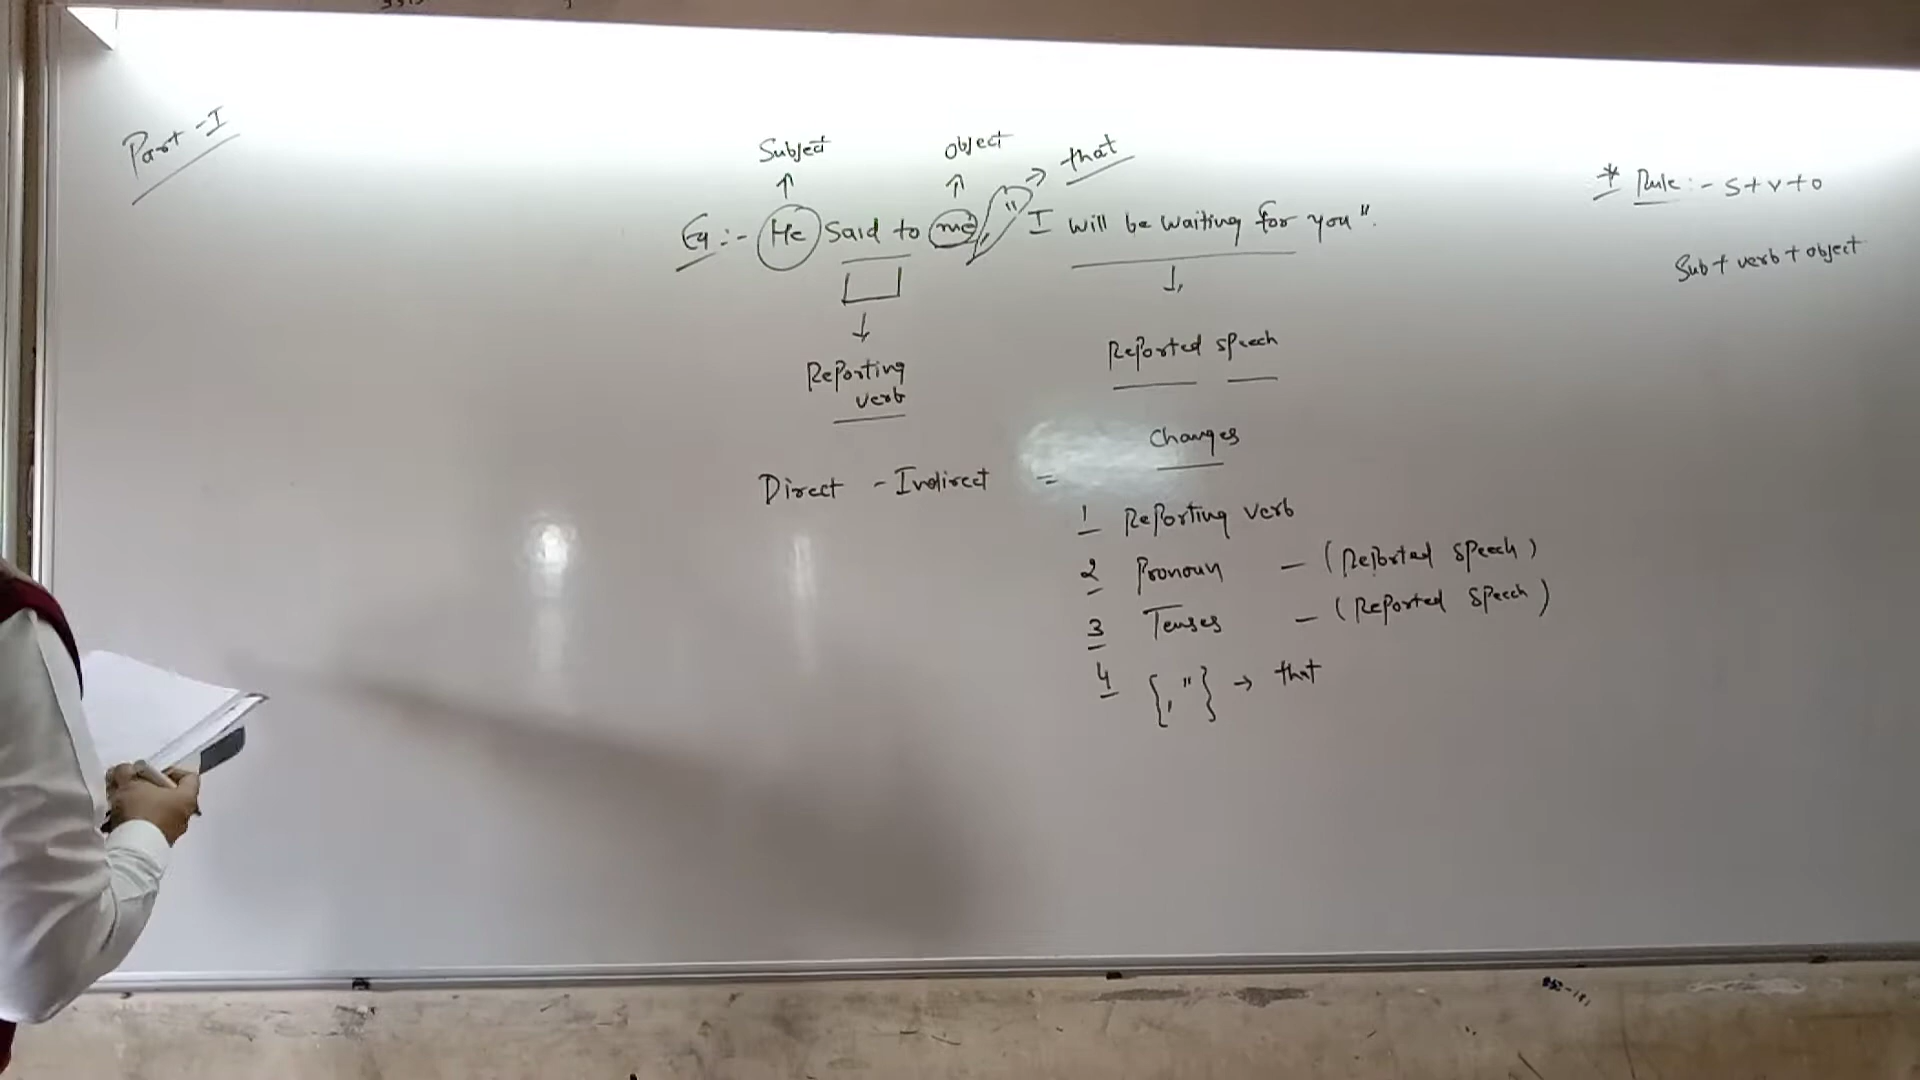 Part -I
Subject
object
that
Eg :- He Said to me, " I will be waiting for you".
Reporting
verb
Reported speech
Changes
Direct - Indirect =
1 Reporting verb
2 Pronoun - (Reported speech)
3 Tenses - (Reported speech)
4 {, "} → that
* Rule :- S+V+O
Sub + verb + object